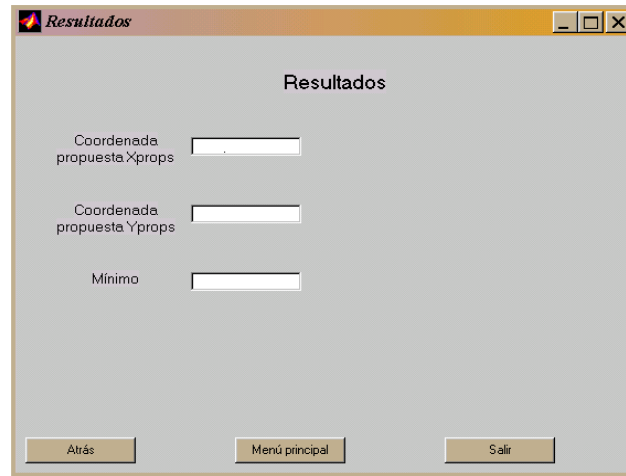 Resultados
Resultados
Coordenada
propuesta Xprops
Coordenada
propuesta Yprops
Mínimo
Atrás
Menú principal
Salir